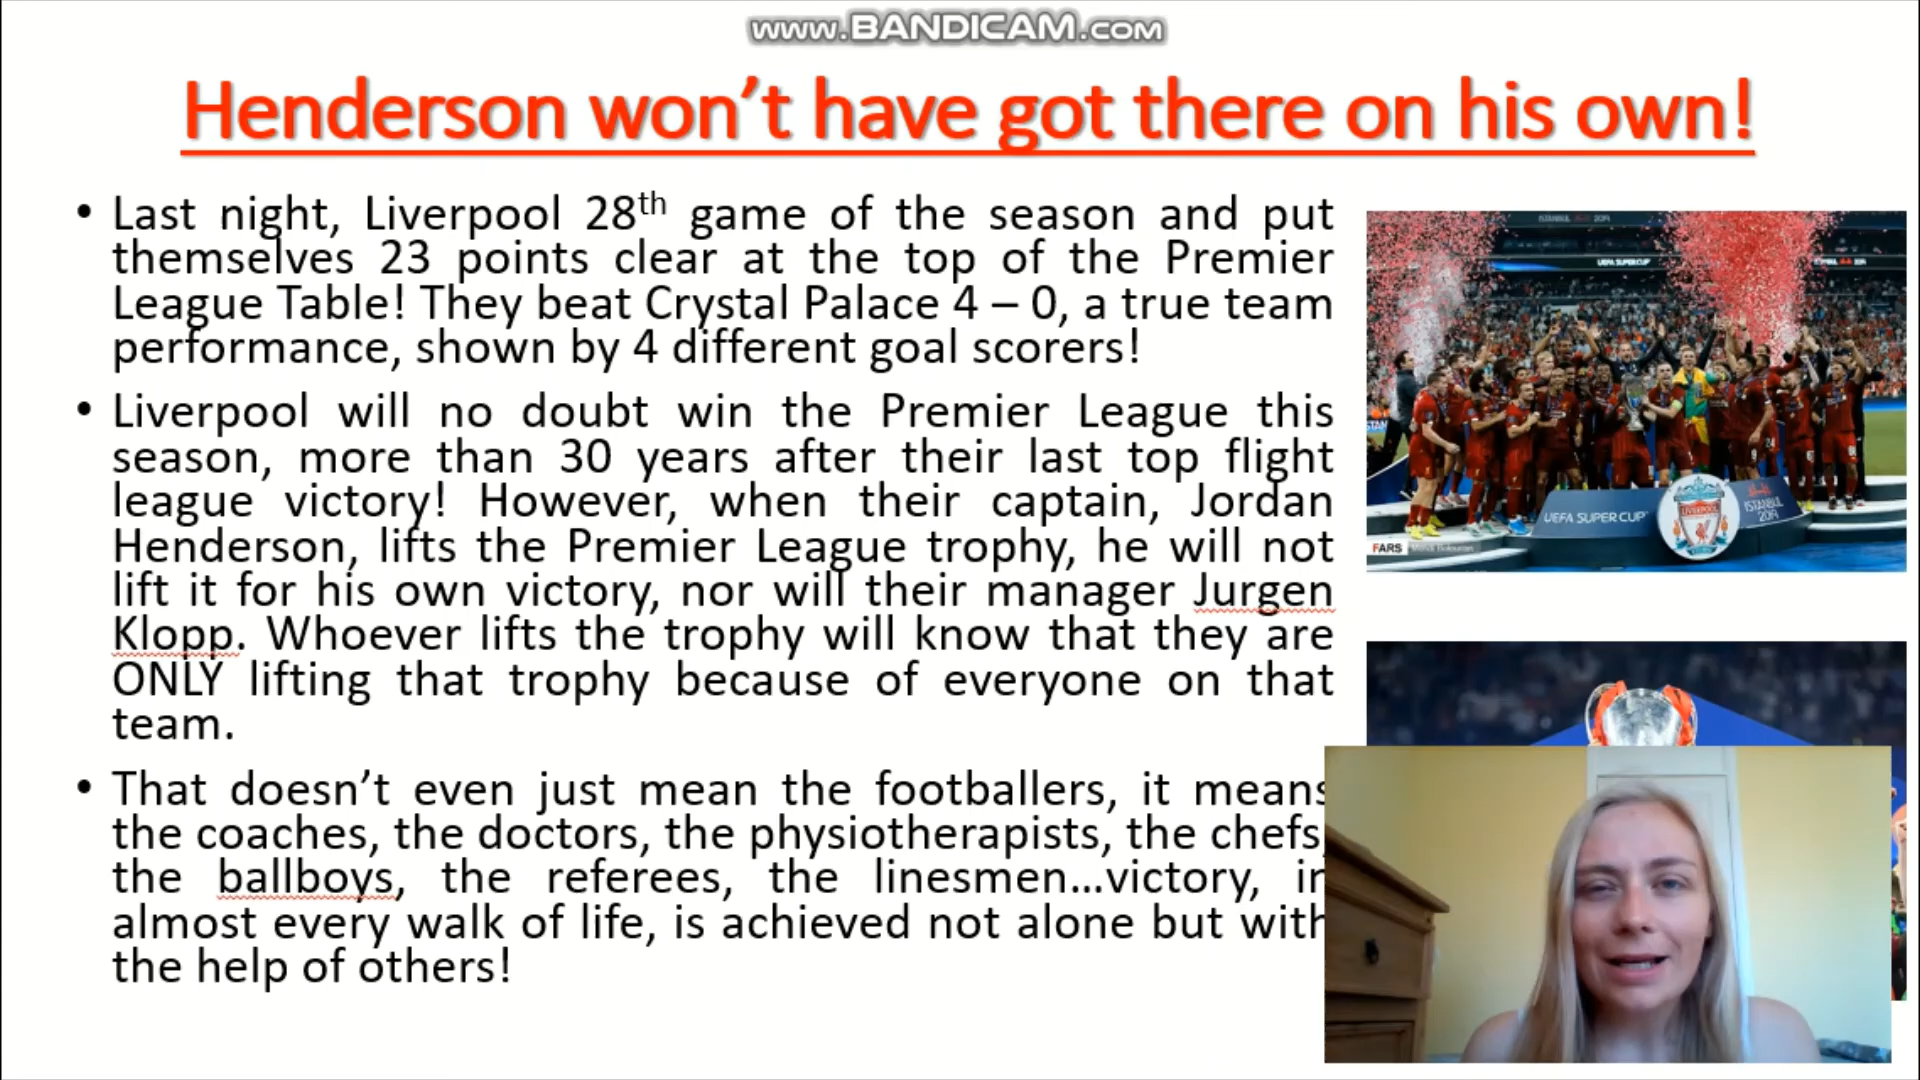 www.BANDICAM.com
Henderson won’t have got there on his own!
• Last night, Liverpool 28th game of the season and put
themselves 23 points clear at the top of the Premier
League Table! They beat Crystal Palace 4 – 0, a true team
performance, shown by 4 different goal scorers!
• Liverpool will no doubt win the Premier League this
season, more than 30 years after their last top flight
league victory! However, when their captain, Jordan
Henderson, lifts the Premier League trophy, he will not
lift it for his own victory, nor will their manager Jurgen
Klopp. Whoever lifts the trophy will know that they are
ONLY lifting that trophy because of everyone on that
team.
• That doesn’t even just mean the footballers, it means
the coaches, the doctors, the physiotherapists, the chefs,
the ballboys, the referees, the linesmen…victory, in
almost every walk of life, is achieved not alone but with
the help of others!
UEFA SUPER CUP
UEFA SUPER CUP
ISTANBUL
2019
FARS